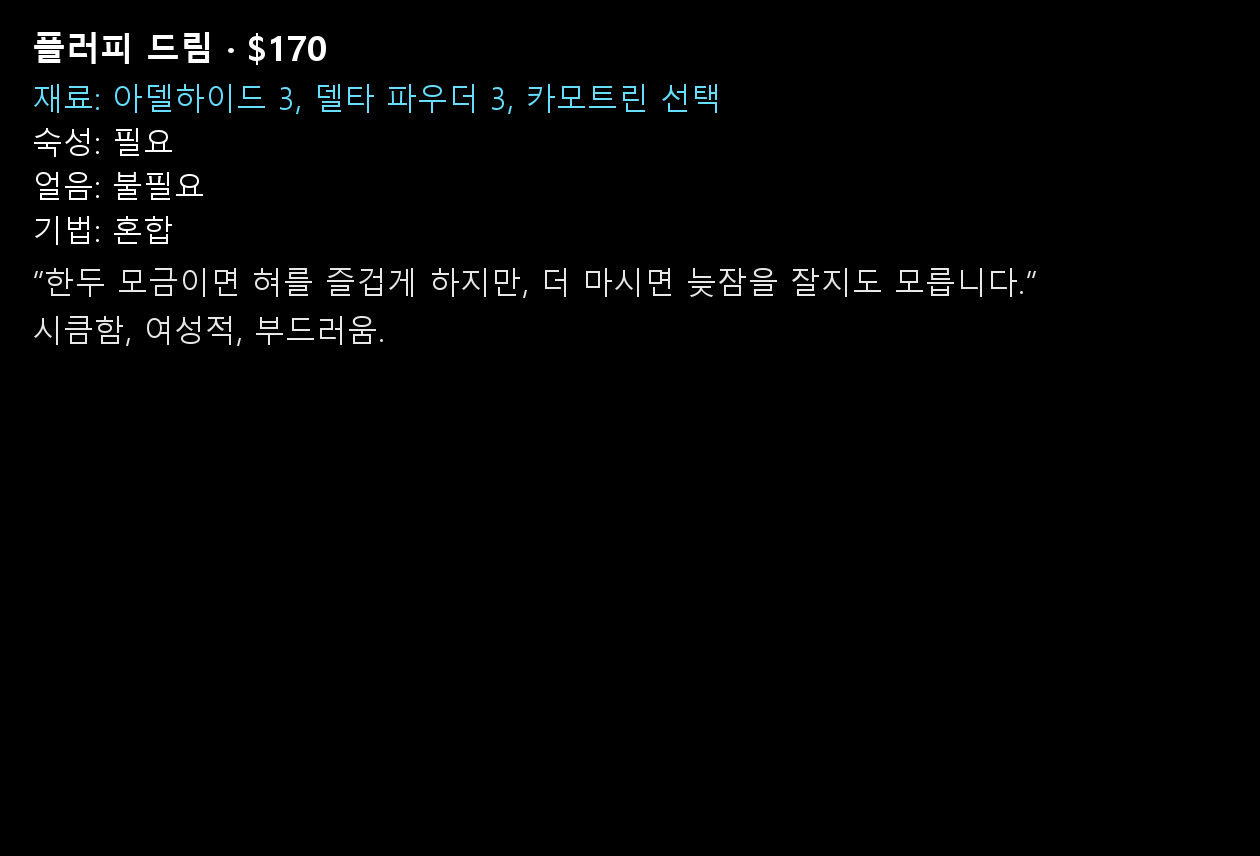 플러피 드림 · $170
재료: 아델하이드 3, 델타 파우더 3, 카모트린 선택
숙성: 필요
얼음: 불필요
기법: 혼합
"한두 모금이면 혀를 즐겁게 하지만, 더 마시면 늦잠을 잘지도 모릅니다."
시큼함, 여성적, 부드러움.